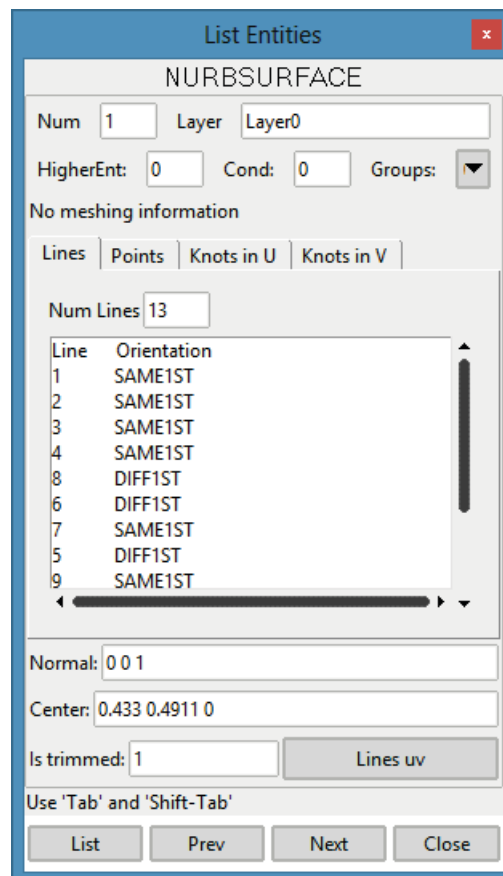 List Entities
x
NURBSURFACE
Num 1 Layer Layer0
HigherEnt: 0 Cond: 0 Groups:
No meshing information
Lines Points Knots in U Knots in V
Num Lines 13
Line Orientation
1 SAME1ST
2 SAME1ST
3 SAME1ST
4 SAME1ST
8 DIFF1ST
6 DIFF1ST
7 SAME1ST
5 DIFF1ST
9 SAME1ST
Normal: 0 0 1
Center: 0.433 0.4911 0
Is trimmed: 1 Lines uv
Use 'Tab' and 'Shift-Tab'
List Prev Next Close